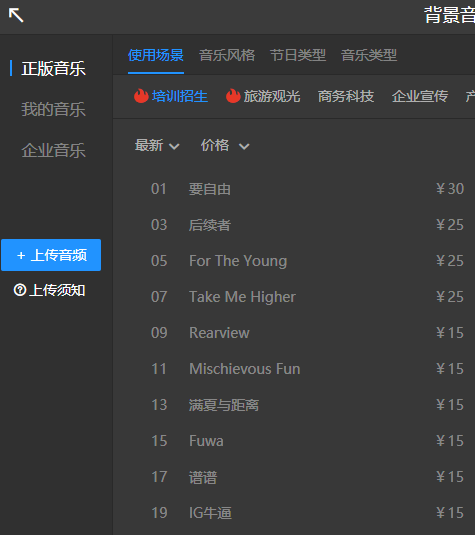 背景音
正版音乐
我的音乐
企业音乐
+ 上传音频
上传须知
使用场景 音乐风格 节日类型 音乐类型
培训招生 旅游观光 商务科技 企业宣传
最新 价格
01 要自由 ￥30
03 后续者 ￥25
05 For The Young ￥25
07 Take Me Higher ￥25
09 Rearview ￥15
11 Mischievous Fun ￥15
13 满夏与距离 ￥15
15 Fuwa ￥15
17 谱谱 ￥15
19 IG牛逼 ￥15